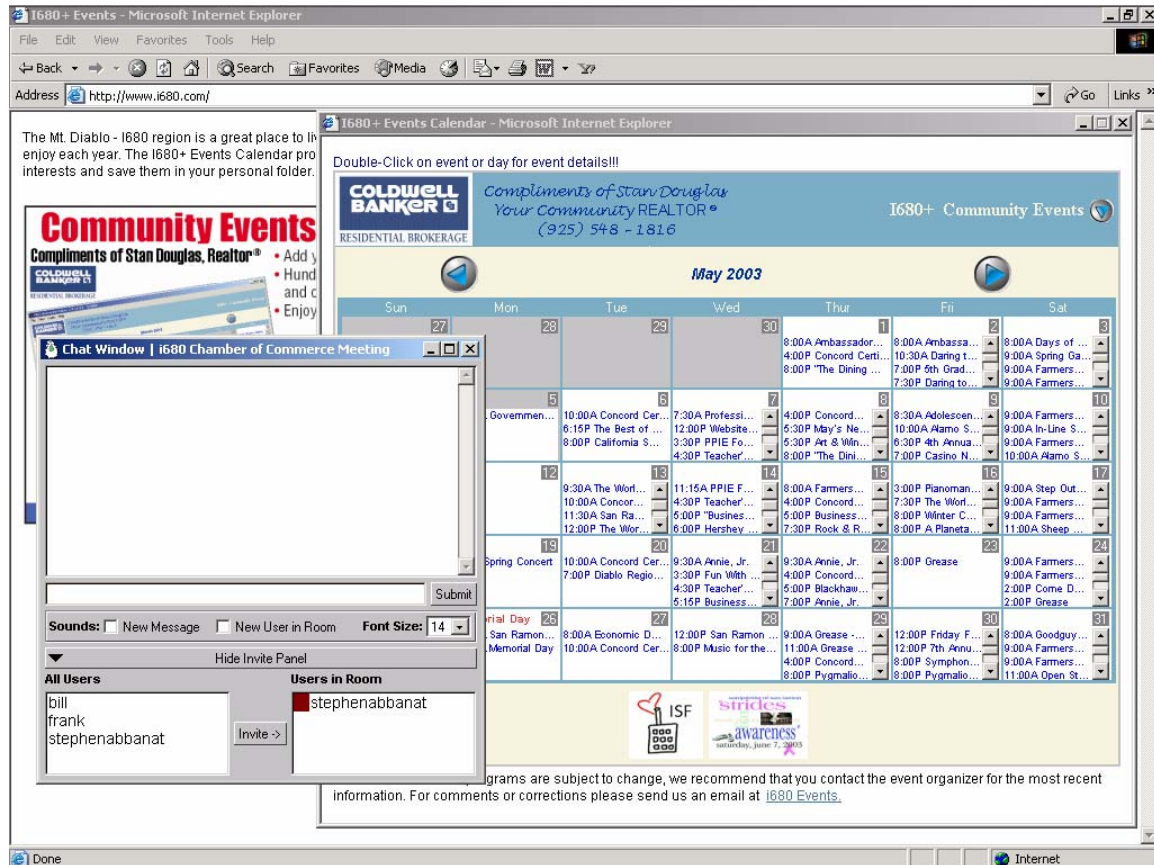 I680+ Events - Microsoft Internet Explorer
File Edit View Favorites Tools Help
Back Search Favorites Media
Address http://www.i680.com/ Go Links »
The Mt. Diablo - I680 region is a great place to li
enjoy each year. The I680+ Events Calendar pro
interests and save them in your personal folder.
Community Events
Compliments of Stan Douglas, Realtor®
• Add y
• Hund
and c
• Enjoy
COLDWELL
BANKER
I680+ Events Calendar - Microsoft Internet Explorer
Double-Click on event or day for event details!!!
COLDWELL
BANKER
RESIDENTIAL BROKERAGE
Compliments of Stan Douglas
Your Community REALTOR®
(925) 548 - 1816
I680+ Community Events
May 2003
Sun Mon Tue Wed Thur Fri Sat
27 28 29 30 1 2 3
8:00A Ambassador... 8:00A Ambassa... 8:00A Days of ...
4:00P Concord Certi... 10:30A Daring t... 9:00A Spring Ga...
8:00P "The Dining ... 7:00P 5th Grad... 9:00A Farmers...
7:30P Daring to... 9:00A Farmers...
5 6 7 8 9 10
. Governmen... 10:00A Concord Cer... 7:30A Professi... 4:00P Concord... 8:30A Adolescen... 9:00A Farmers...
6:15P The Best of ... 12:00P Website... 5:30P May's Ne... 10:00A Alamo S... 9:00A In-Line S...
8:00P California S... 3:30P PPIE Fo... 5:30P Art & Win... 6:30P 4th Annua... 9:00A Farmers...
4:30P Teacher'... 8:00P "The Dini... 7:00P Casino N... 10:00A Alamo S...
12 13 14 15 16 17
9:30A The Worl... 11:15A PPIE F... 8:00A Farmers... 3:00P Pianoman... 9:00A Step Out...
10:00A Concor... 4:30P Teacher'... 4:00P Concord... 7:30P The Worl... 9:00A Farmers...
11:30A San Ra... 5:00P "Busines... 5:00P Business... 8:00P Winter C... 9:00A Farmers...
12:00P The Wor... 6:00P Hershey ... 7:30P Rock & R... 8:00P A Planeta... 11:00A Sheep ...
19 20 21 22 23 24
Spring Concert 10:00A Concord Cer... 9:30A Annie, Jr. 9:30A Annie, Jr. 8:00P Grease 9:00A Farmers...
7:00P Diablo Regio... 3:30P Fun With ... 4:00P Concord... 9:00A Farmers...
4:30P Teacher'... 5:00P Blackhaw... 2:00P Come D...
5:15P Business... 7:00P Annie, Jr. 2:00P Grease
orial Day 26 27 28 29 30 31
. San Ramon... 8:00A Economic D... 12:00P San Ramon ... 9:00A Grease -... 12:00P Friday F... 8:00A Goodguy...
Memorial Day 10:00A Concord Cer... 8:00P Music for the... 11:00A Grease ... 12:00P 7th Annu... 9:00A Farmers...
4:00P Concord... 8:00P Symphon... 9:00A Farmers...
8:00P Pygmalio... 8:00P Pygmalio... 11:00A Open St...
ISF
strides
awareness
saturday, june 7, 2003
grams are subject to change, we recommend that you contact the event organizer for the most recent
information. For comments or corrections please send us an email at i680 Events.
Chat Window | i680 Chamber of Commerce Meeting
Submit
Sounds: New Message New User in Room Font Size: 14
Hide Invite Panel
All Users Users in Room
bill
frank
stephenabbanat
Invite ->
stephenabbanat
Done Internet